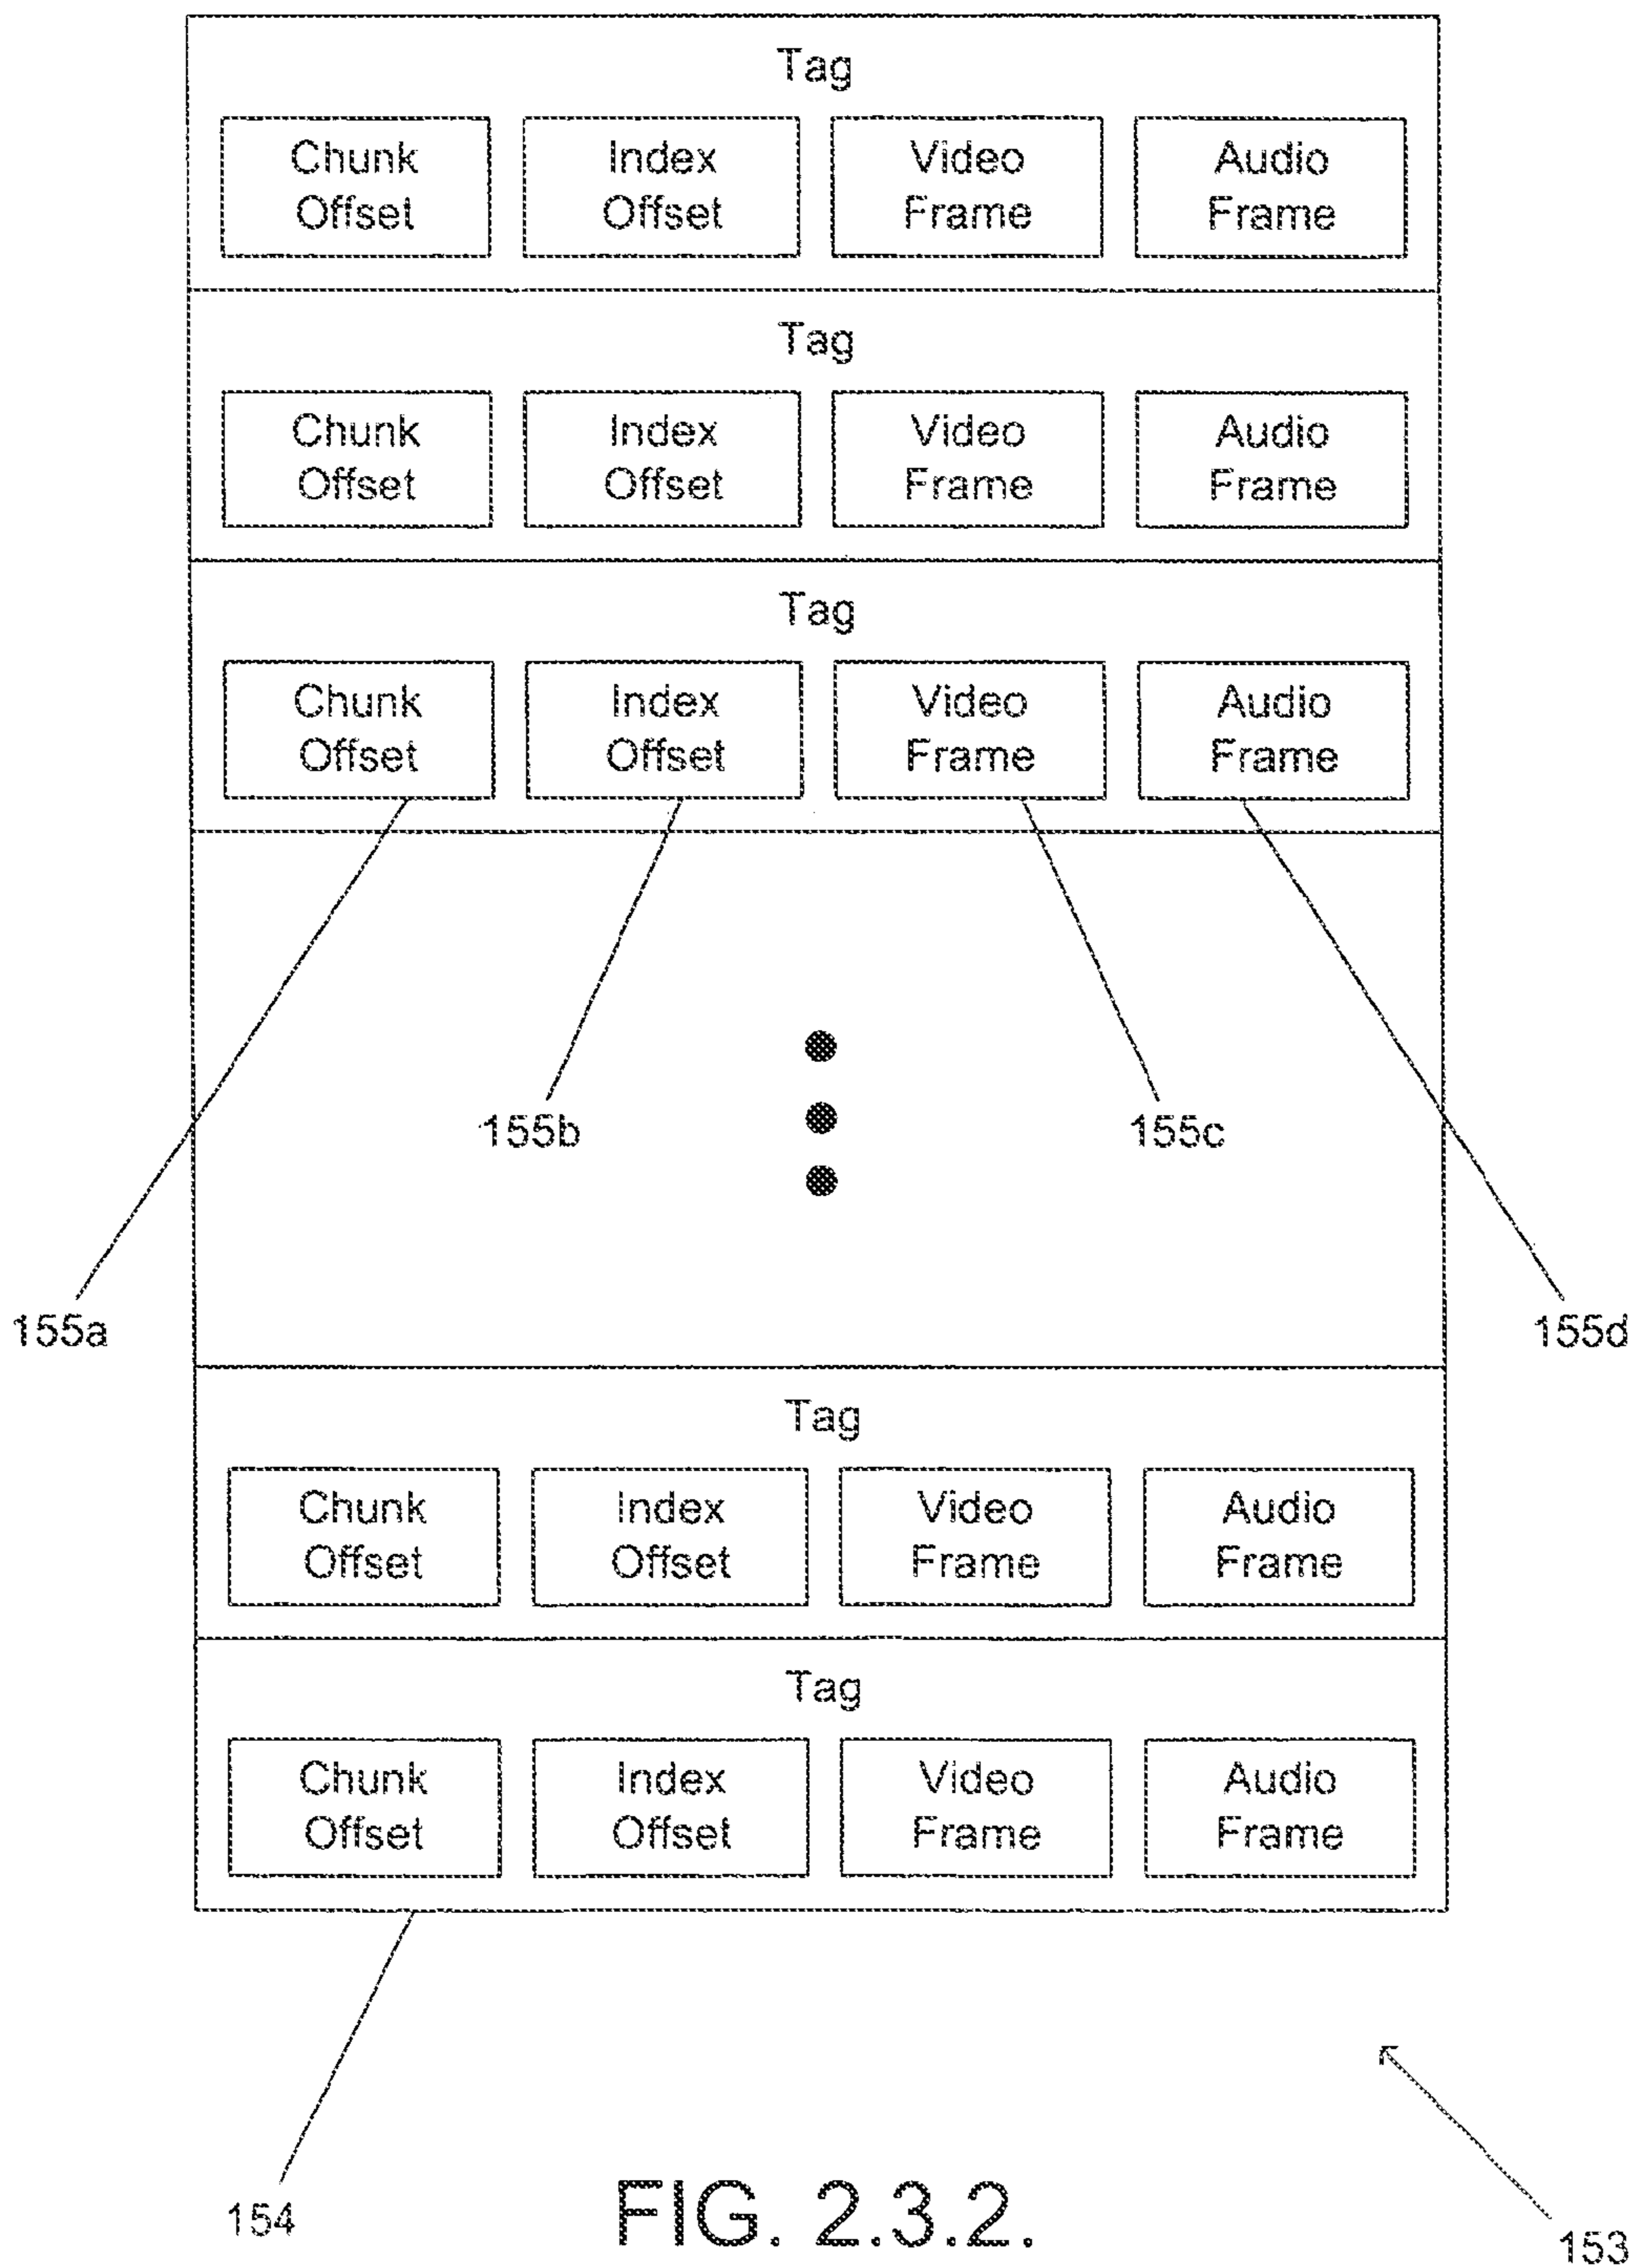 Tag
Chunk Offset
Index Offset
Video Frame
Audio Frame
Tag
Chunk Offset
Index Offset
Video Frame
Audio Frame
Tag
Chunk Offset
Index Offset
Video Frame
Audio Frame
155b
155c
155a
155d
Tag
Chunk Offset
Index Offset
Video Frame
Audio Frame
Tag
Chunk Offset
Index Offset
Video Frame
Audio Frame
154
FIG. 2.3.2.
153